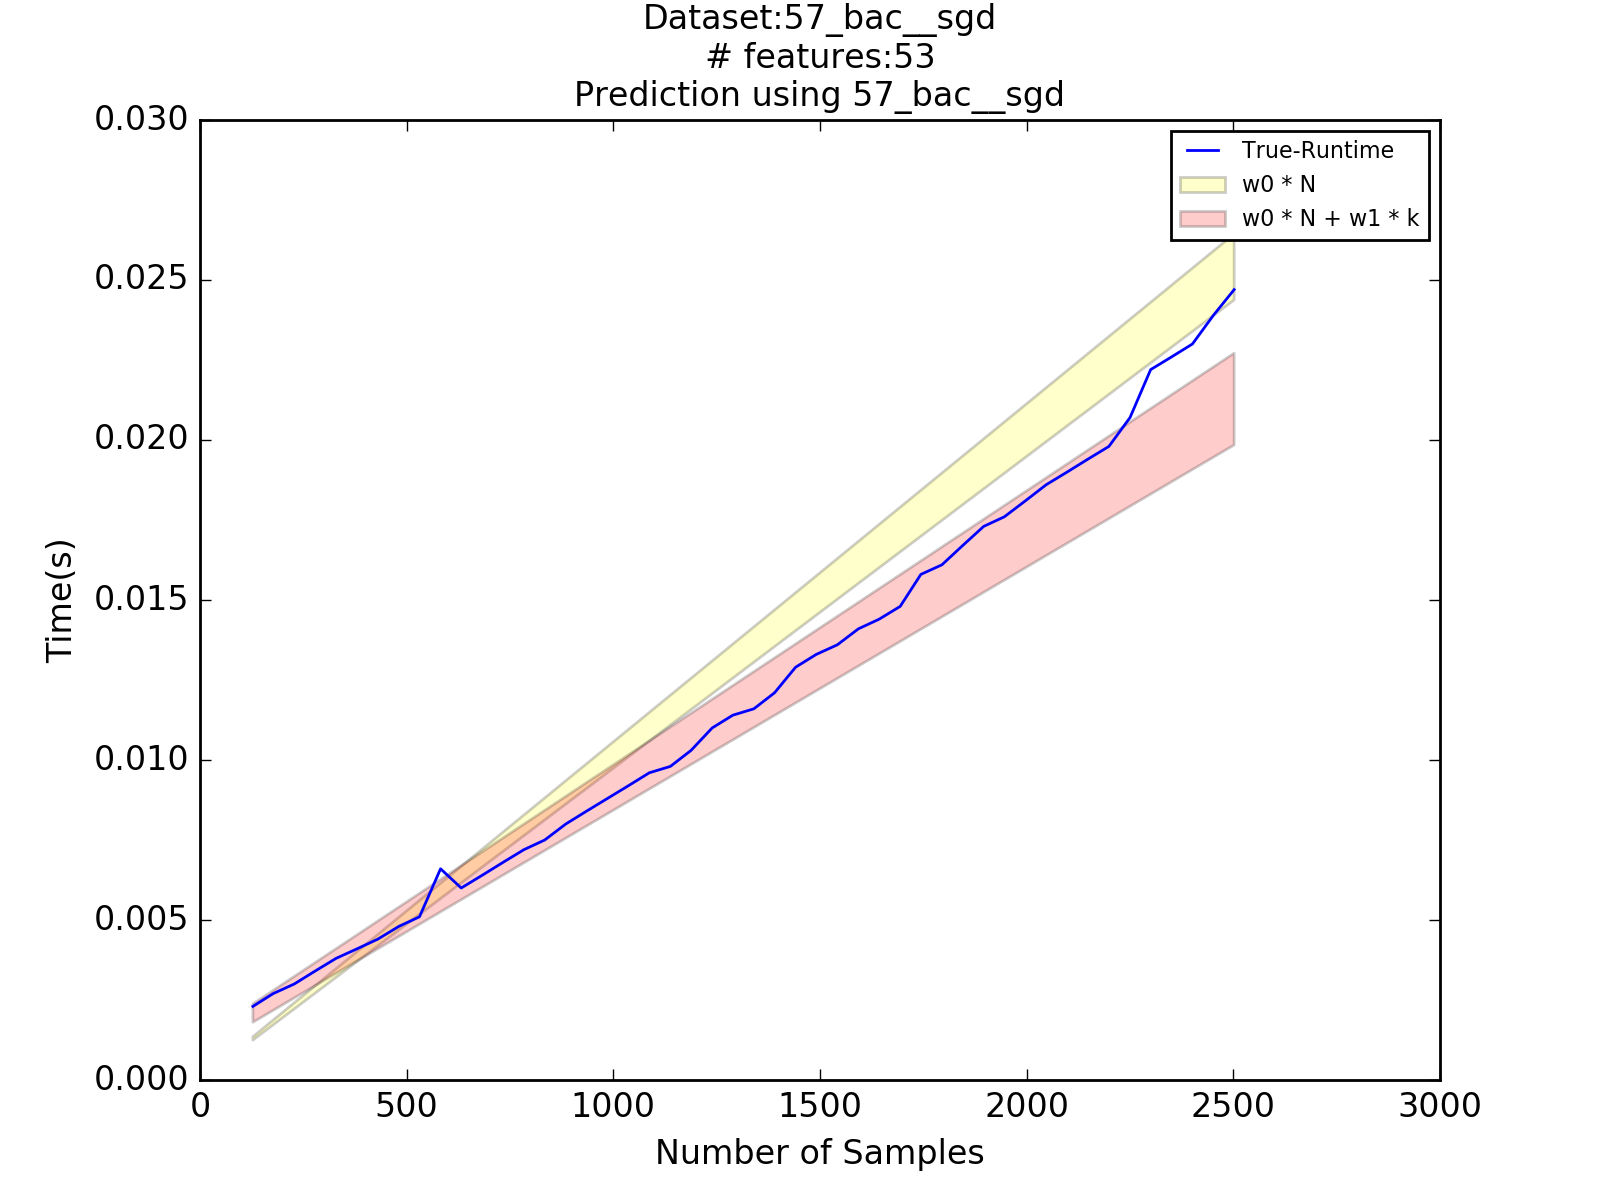 Dataset:57_bac__sgd
# features:53
Prediction using 57_bac__sgd
0.030
0.025
0.020
0.015
0.010
0.005
0.000
Time(s)
True-Runtime
w0 * N
w0 * N + w1 * k
0 500 1000 1500 2000 2500 3000
Number of Samples